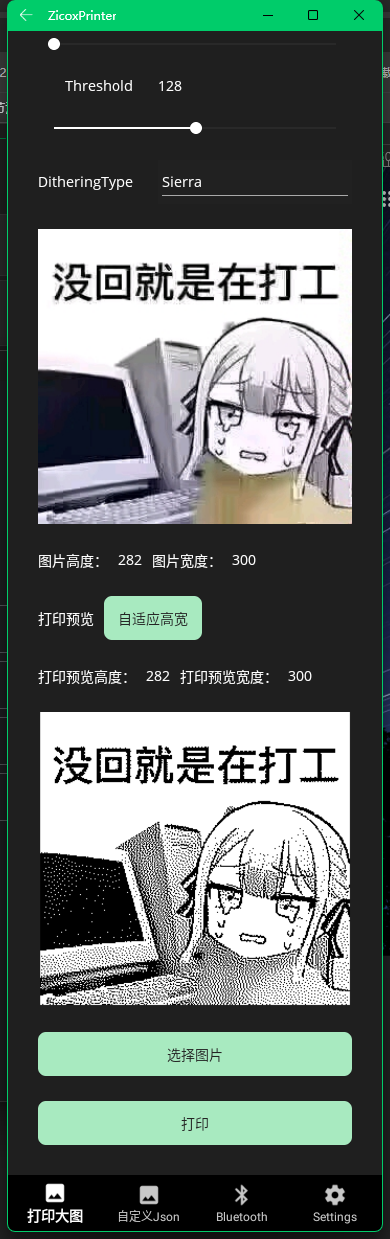 ZicoxPrinter
Threshold 128
DitheringType Sierra
没回就是在打工
图片高度： 282 图片宽度： 300
打印预览 自适应高宽
打印预览高度： 282 打印预览宽度： 300
没回就是在打工
选择图片
打印
打印大图 自定义Json Bluetooth Settings